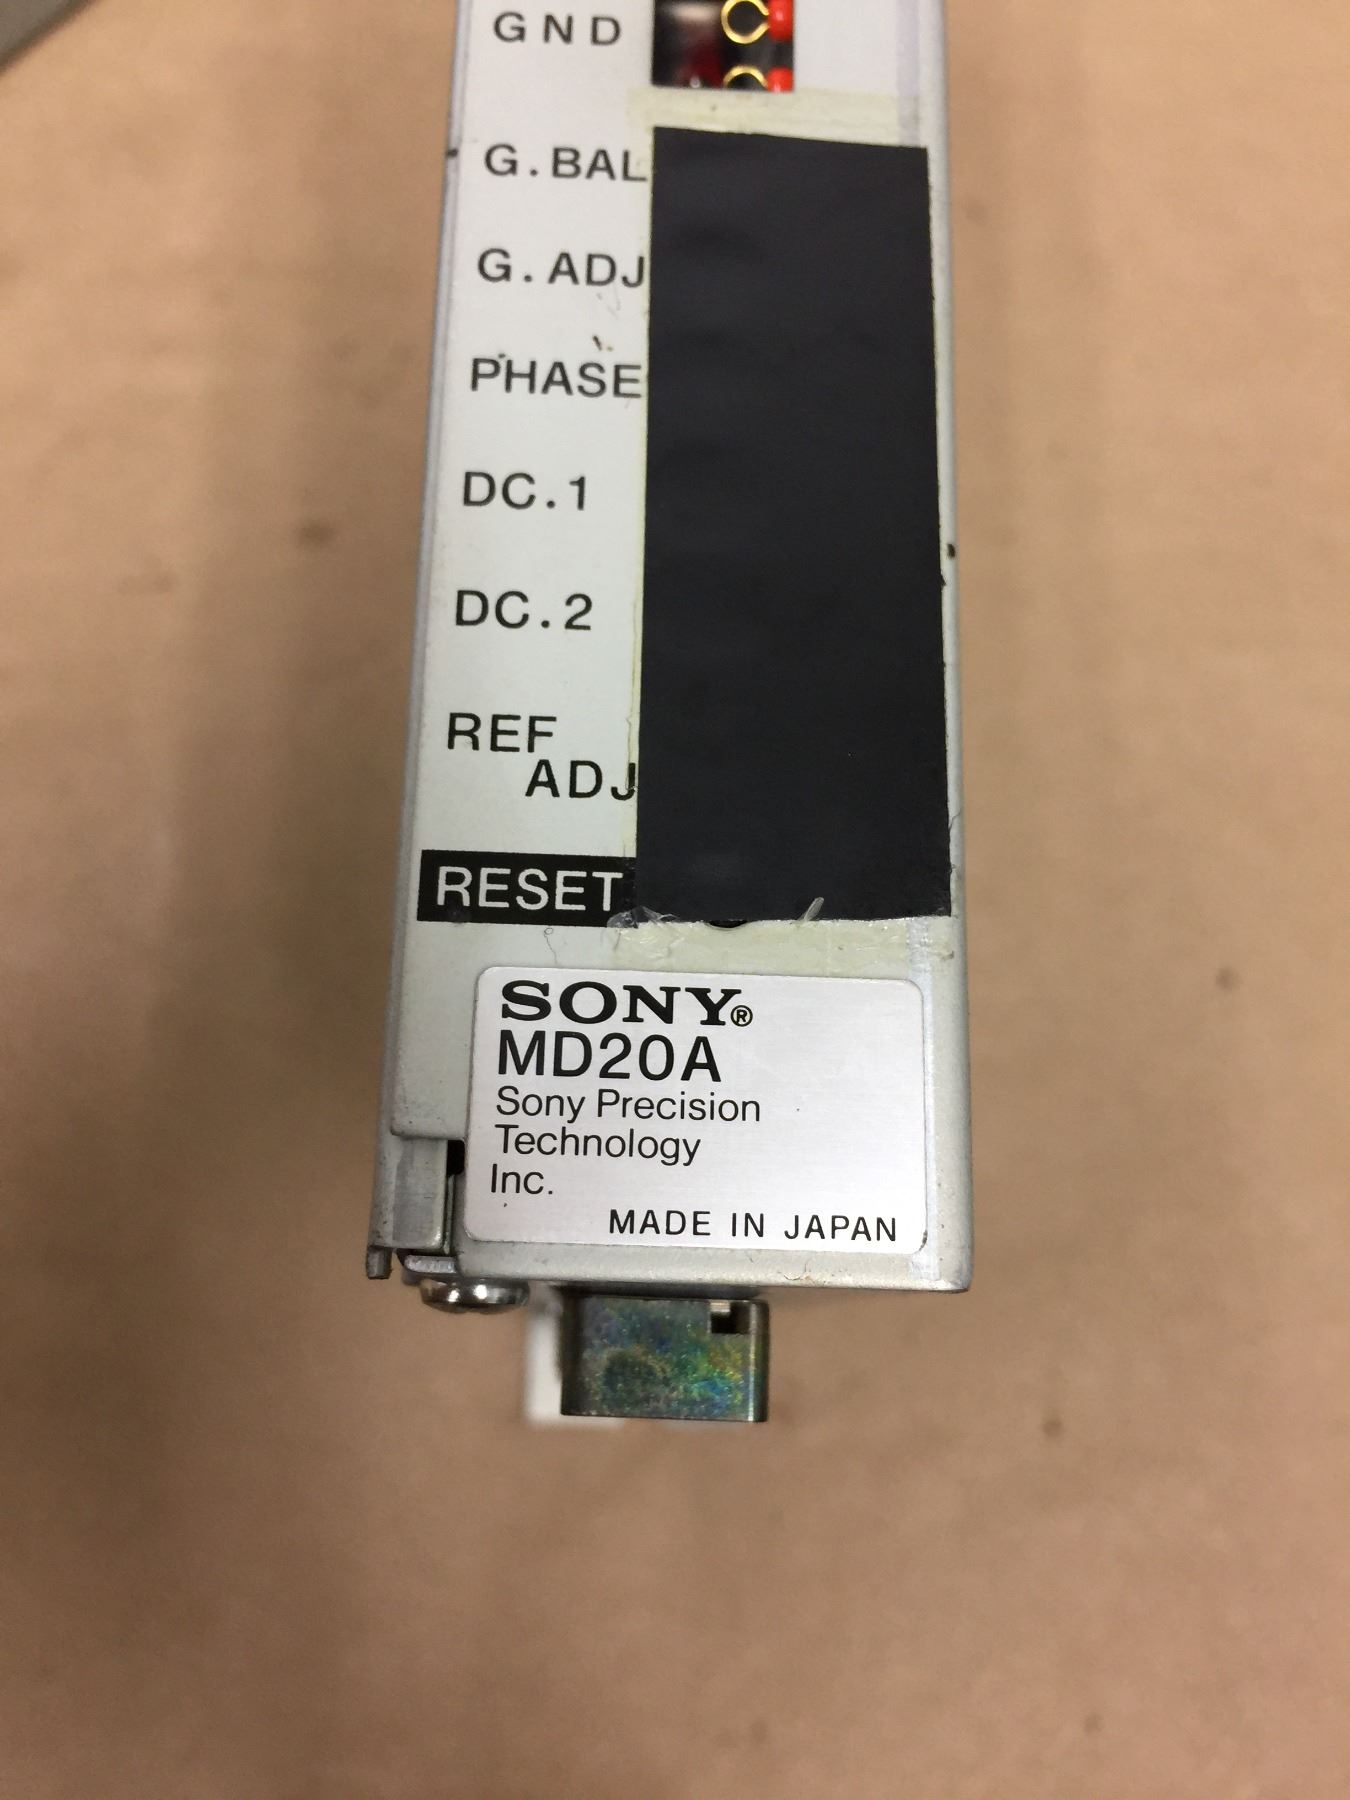 GND
G.BAL
G.ADJ
PHASE
DC.1
DC.2
REF
ADJ
RESET
SONY®
MD20A
Sony Precision
Technology
Inc.
MADE IN JAPAN